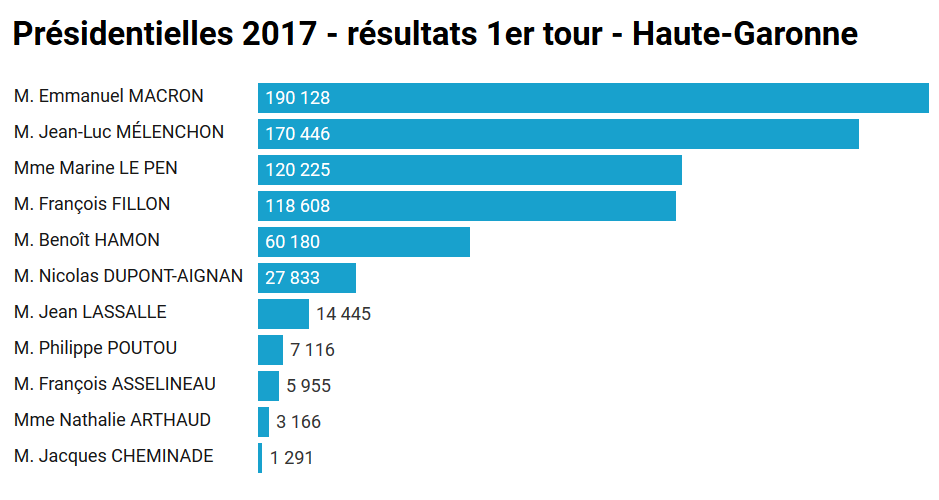 Présidentielles 2017 - résultats 1er tour - Haute-Garonne
M. Emmanuel MACRON 190 128
M. Jean-Luc MÉLENCHON 170 446
Mme Marine LE PEN 120 225
M. François FILLON 118 608
M. Benoît HAMON 60 180
M. Nicolas DUPONT-AIGNAN 27 833
M. Jean LASSALLE 14 445
M. Philippe POUTOU 7 116
M. François ASSELINEAU 5 955
Mme Nathalie ARTHAUD 3 166
M. Jacques CHEMINADE 1 291